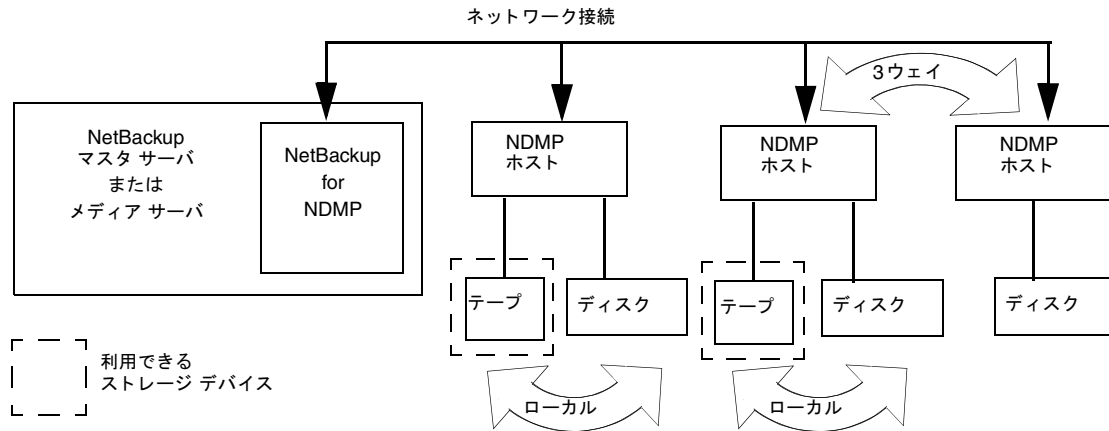 ネットワーク接続
3ウェイ
NetBackup
マスタ サーバ
または
メディア サーバ
NetBackup
for
NDMP
NDMP
ホスト
NDMP
ホスト
NDMP
ホスト
テープ
ディスク
テープ
ディスク
ディスク
利用できる
ストレージ デバイス
ローカル
ローカル